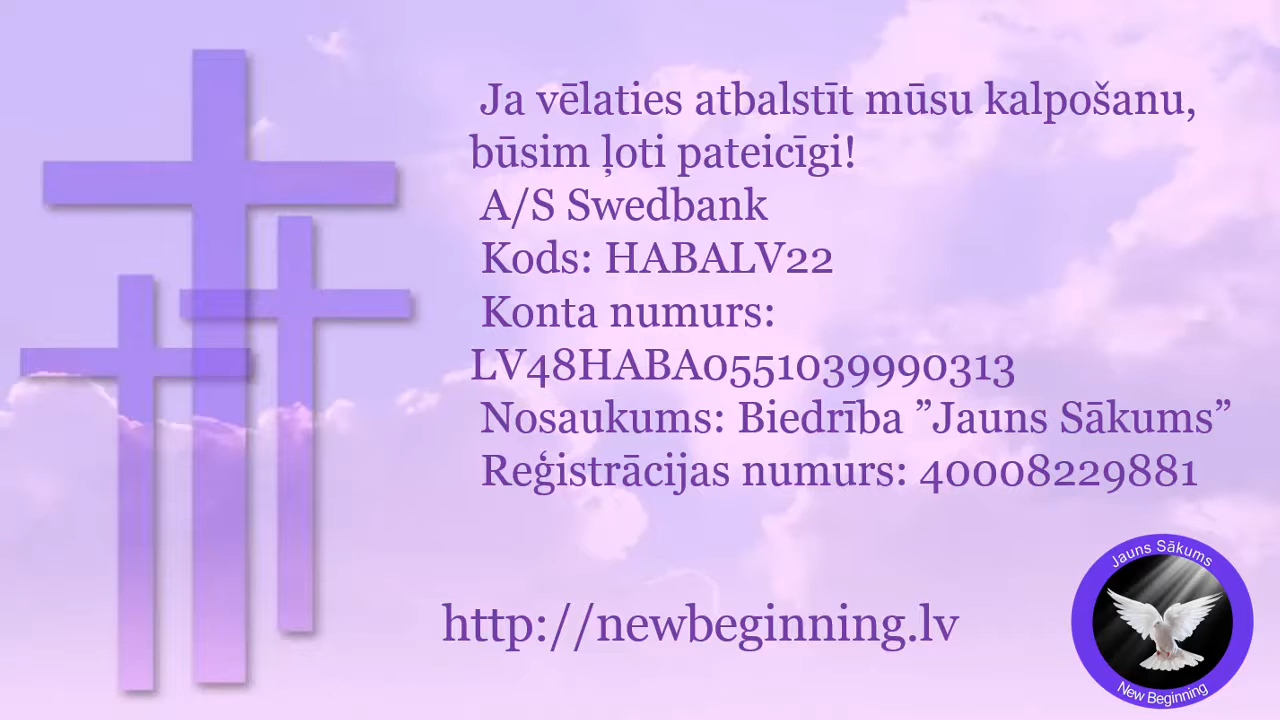 Ja vēlaties atbalstīt mūsu kalpošanu,
būsim ļoti pateicīgi!
A/S Swedbank
Kods: HABALV22
Konta numurs:
LV48HABA0551039990313
Nosaukums: Biedrība ”Jauns Sākums”
Reģistrācijas numurs: 40008229881
http://newbeginning.lv
Jauns Sākums
New Beginning